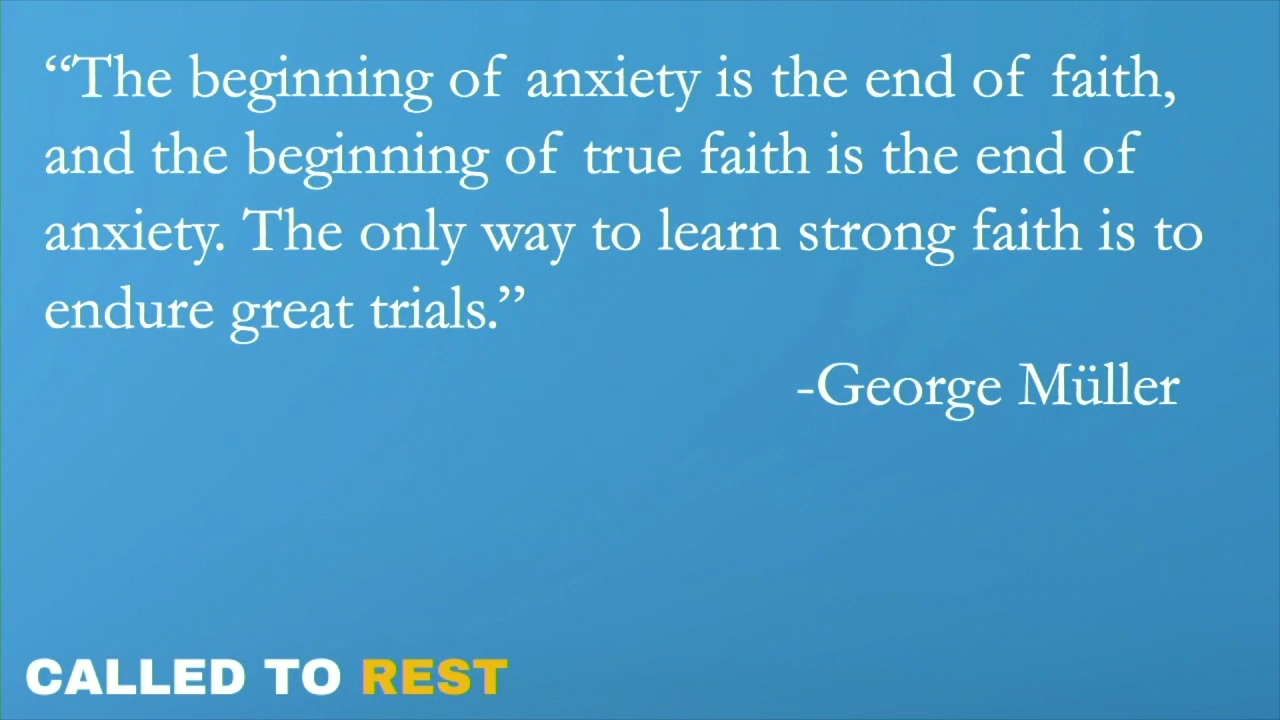 “The beginning of anxiety is the end of faith,
and the beginning of true faith is the end of
anxiety. The only way to learn strong faith is to
endure great trials.”
-George Müller
CALLED TO REST